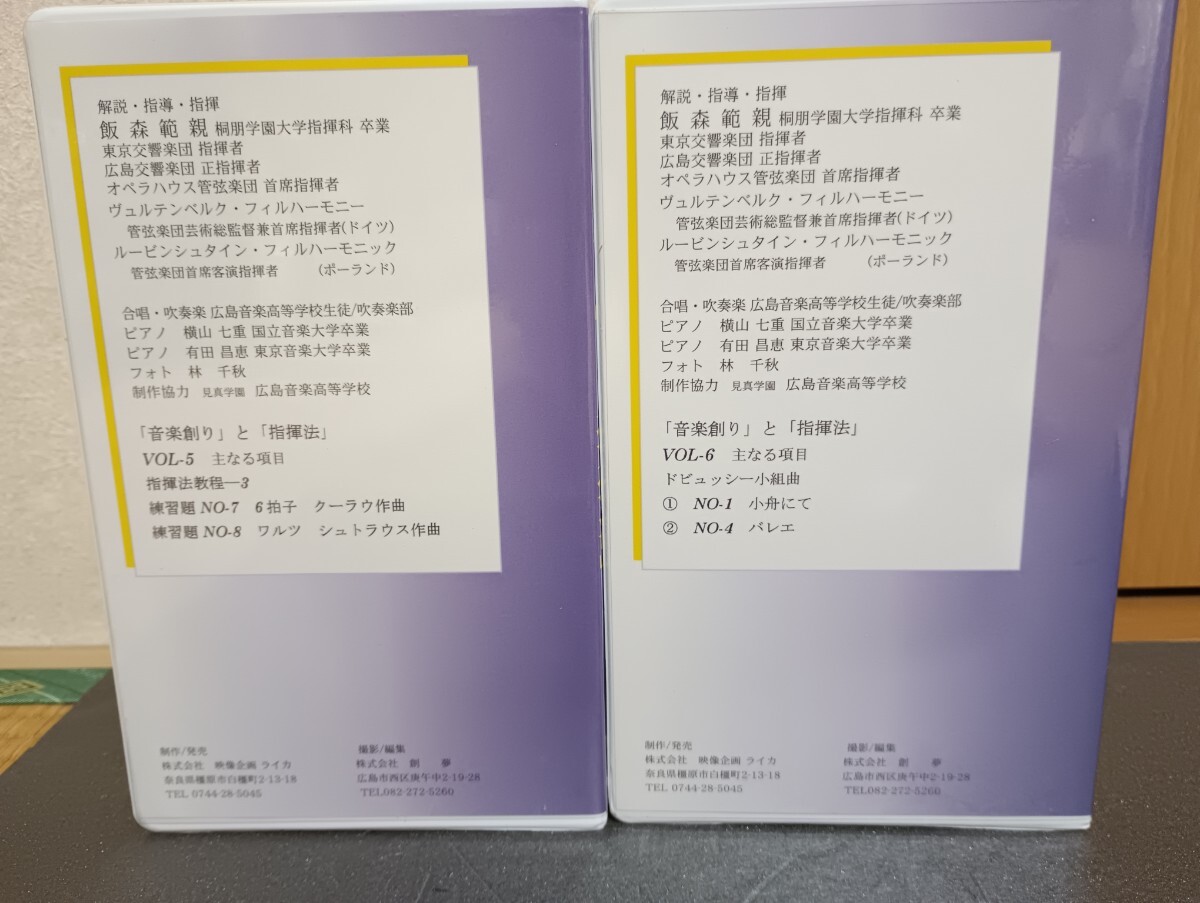 解説・指導・指揮
飯森範親 桐朋学園大学指揮科 卒業
東京交響楽団 指揮者
広島交響楽団 正指揮者
オペラハウス管弦楽団 首席指揮者
ヴュルテンベルク・フィルハーモニー
管弦楽団芸術総監督兼首席指揮者(ドイツ)
ルービンシュタイン・フィルハーモニック
管弦楽団首席客演指揮者 (ポーランド)
合唱・吹奏楽 広島音楽高等学校生徒/吹奏楽部
ピアノ 横山 七重 国立音楽大学卒業
ピアノ 有田 昌恵 東京音楽大学卒業
フォト 林 千秋
制作協力 見真学園 広島音楽高等学校
「音楽創り」と「指揮法」
VOL-5 主なる項目
指揮法教程―3
練習題 NO-7 6拍子 クーラウ作曲
練習題 NO-8 ワルツ シュトラウス作曲
制作/発売
株式会社 映像企画 ライカ
奈良県橿原市白橿町2-13-18
TEL 0744-28-5045
撮影/編集
株式会社 創 夢
広島市西区庚午中2-19-28
TEL082-272-5260
解説・指導・指揮
飯森範親 桐朋学園大学指揮科 卒業
東京交響楽団 指揮者
広島交響楽団 正指揮者
オペラハウス管弦楽団 首席指揮者
ヴュルテンベルク・フィルハーモニー
管弦楽団芸術総監督兼首席指揮者(ドイツ)
ルービンシュタイン・フィルハーモニック
管弦楽団首席客演指揮者 (ポーランド)
合唱・吹奏楽 広島音楽高等学校生徒/吹奏楽部
ピアノ 横山 七重 国立音楽大学卒業
ピアノ 有田 昌恵 東京音楽大学卒業
フォト 林 千秋
制作協力 見真学園 広島音楽高等学校
「音楽創り」と「指揮法」
VOL-6 主なる項目
ドビュッシー小組曲
① NO-1 小舟にて
② NO-4 バレエ
制作/発売
株式会社 映像企画 ライカ
奈良県橿原市白橿町2-13-18
TEL 0744-28-5045
撮影/編集
株式会社 創 夢
広島市西区庚午中2-19-28
TEL082-272-5260